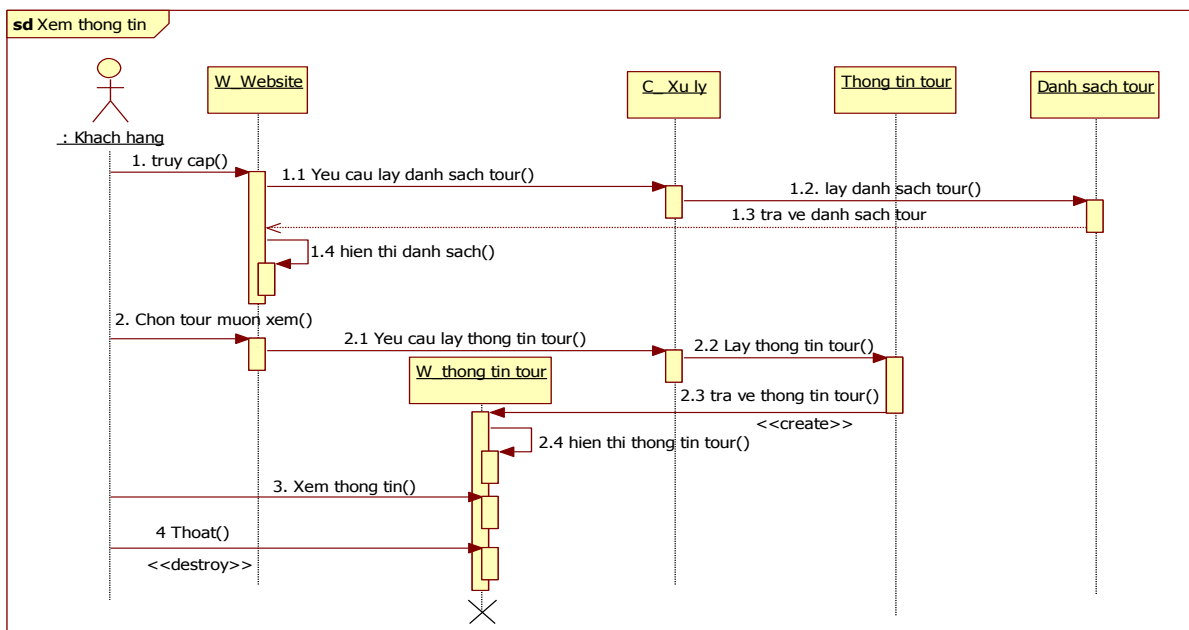 sd Xem thong tin
W_Website
C_ Xu ly
Thong tin tour
Danh sach tour
: Khach hang
1. truy cap()
1.1 Yeu cau lay danh sach tour()
1.2. lay danh sach tour()
1.3 tra ve danh sach tour
1.4 hien thi danh sach()
2. Chon tour muon xem()
2.1 Yeu cau lay thong tin tour()
2.2 Lay thong tin tour()
W_thong tin tour
2.3 tra ve thong tin tour()
<<create>>
2.4 hien thi thong tin tour()
3. Xem thong tin()
4 Thoat()
<<destroy>>